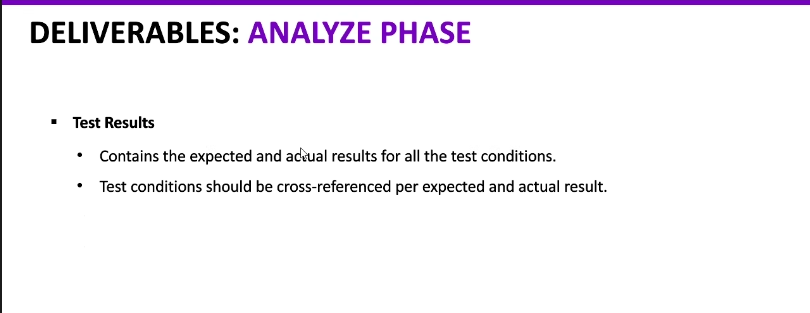 DELIVERABLES: ANALYZE PHASE
▪ Test Results
• Contains the expected and actual results for all the test conditions.
• Test conditions should be cross-referenced per expected and actual result.